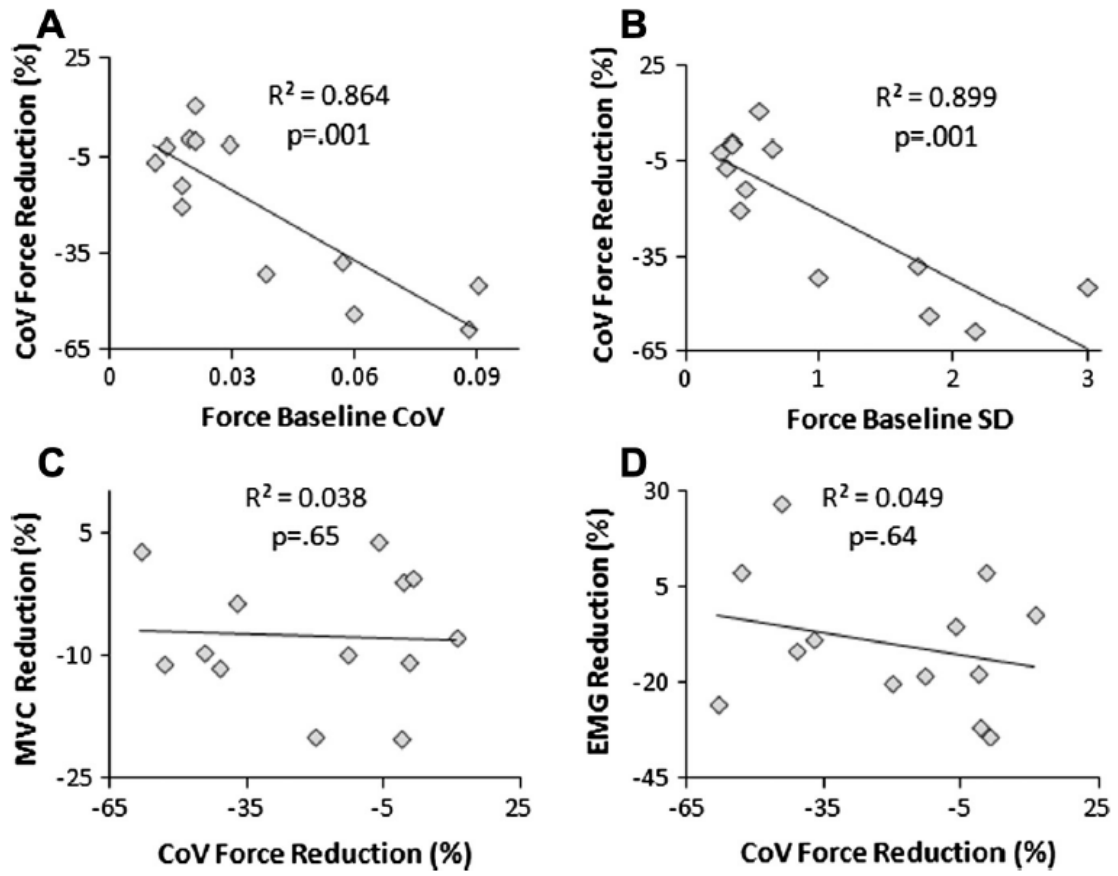 A
CoV Force Reduction (%)
25
-5
-35
-65
R² = 0.864
p=.001
0 0.03 0.06 0.09
Force Baseline CoV
B
CoV Force Reduction (%)
25
-5
-35
-65
R² = 0.899
p=.001
0 1 2 3
Force Baseline SD
C
MVC Reduction (%)
5
-10
-25
R² = 0.038
p=.65
-65 -35 -5 25
CoV Force Reduction (%)
D
EMG Reduction (%)
30
5
-20
-45
R² = 0.049
p=.64
-65 -35 -5 25
CoV Force Reduction (%)